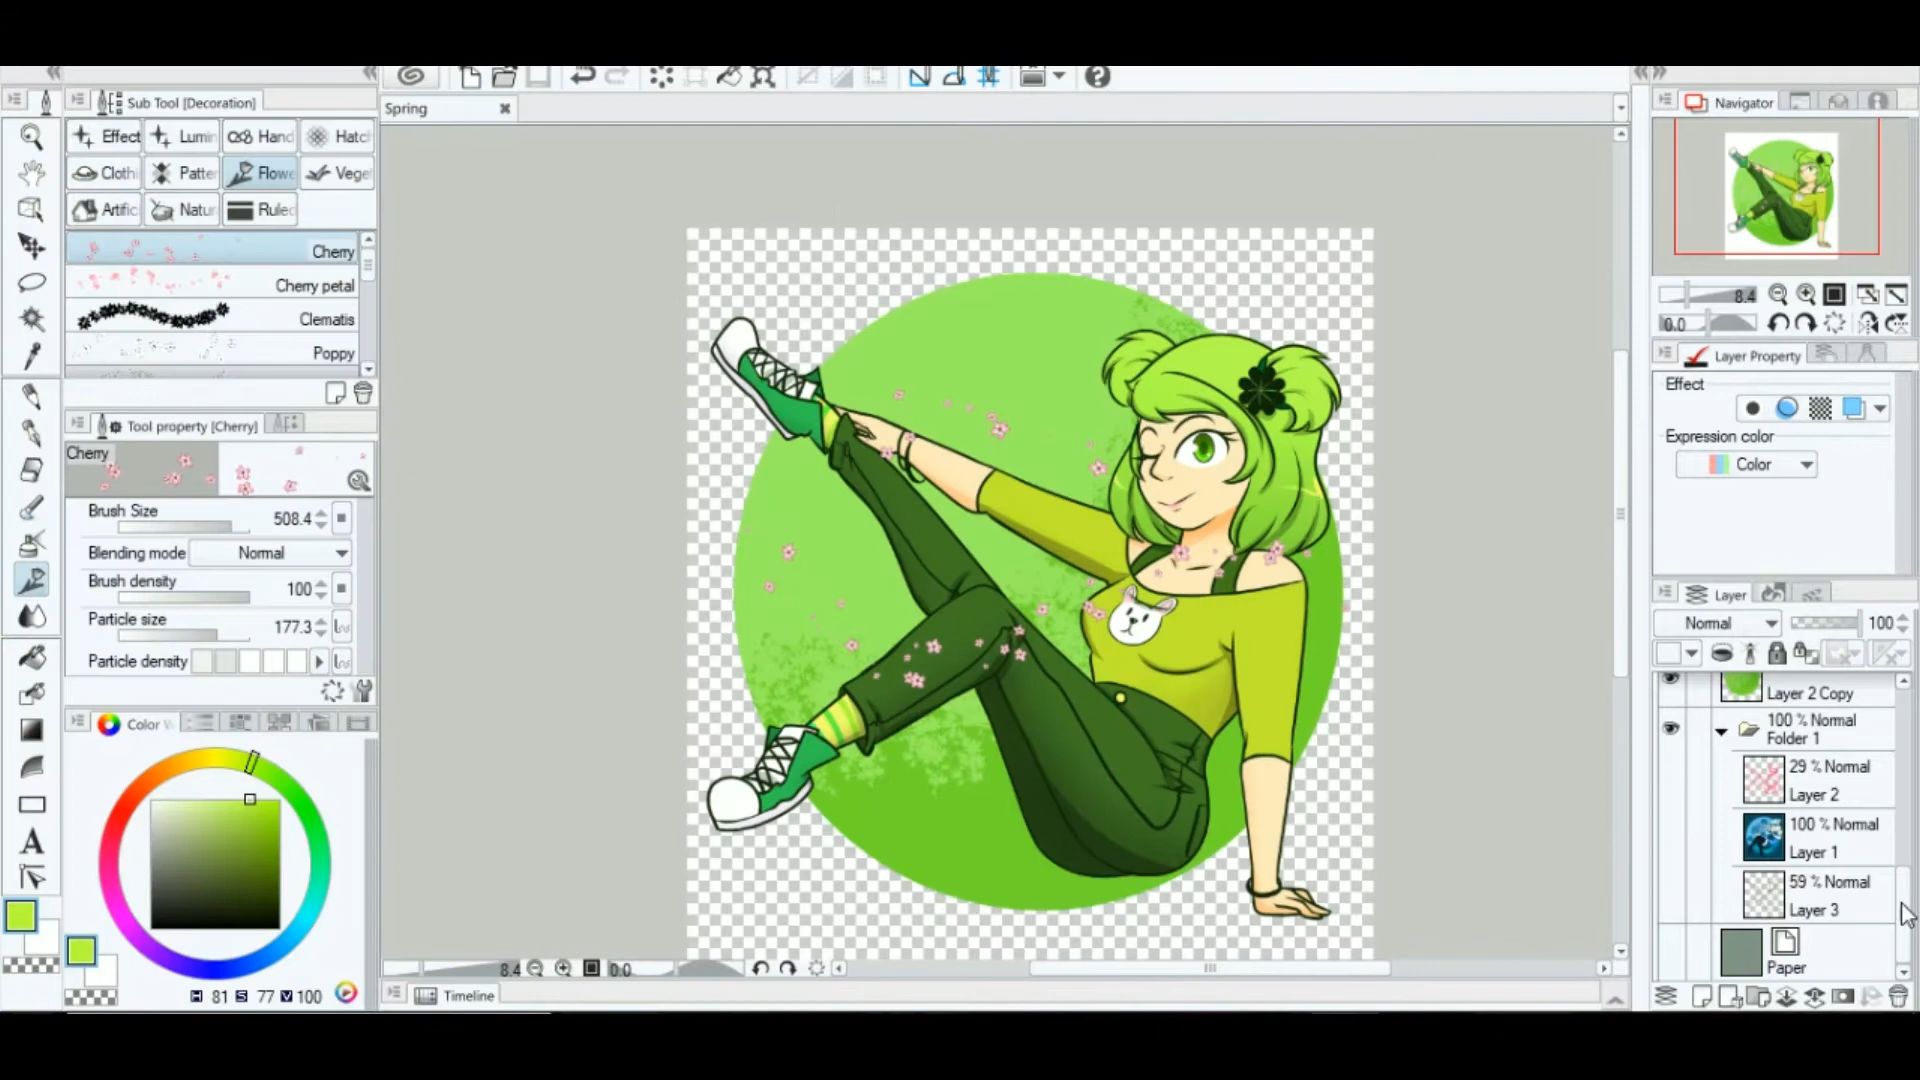 Sub Tool [Decoration]
Effect
Lumin
Hand
Hatch
Clothi
Patter
Flowe
Vege
Artific
Natur
Ruled
Cherry
Cherry petal
Clematis
Poppy
Tool property [Cherry]
Cherry
Brush Size 508.4
Blending mode Normal
Brush density 100
Particle size 177.3
Particle density
Color W
H 81 S 77 V 100
Spring
8.4 0.0
Timeline
Navigator
8.4
0.0
Layer Property
Effect
Expression color
Color
Layer
Normal 100
Layer 2 Copy
100 % Normal
Folder 1
29 % Normal
Layer 2
100 % Normal
Layer 1
59 % Normal
Layer 3
Paper